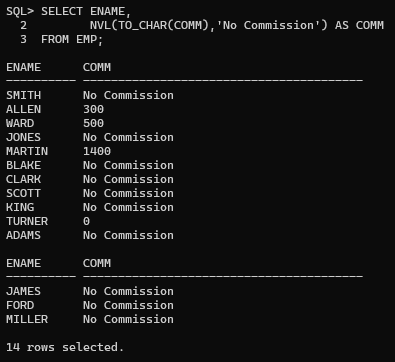 SQL> SELECT ENAME,
  2         NVL(TO_CHAR(COMM),'No Commission') AS COMM
  3  FROM EMP;

ENAME      COMM
---------- ----------------------------------------
SMITH      No Commission
ALLEN      300
WARD       500
JONES      No Commission
MARTIN     1400
BLAKE      No Commission
CLARK      No Commission
SCOTT      No Commission
KING       No Commission
TURNER     0
ADAMS      No Commission

ENAME      COMM
---------- ----------------------------------------
JAMES      No Commission
FORD       No Commission
MILLER     No Commission

14 rows selected.